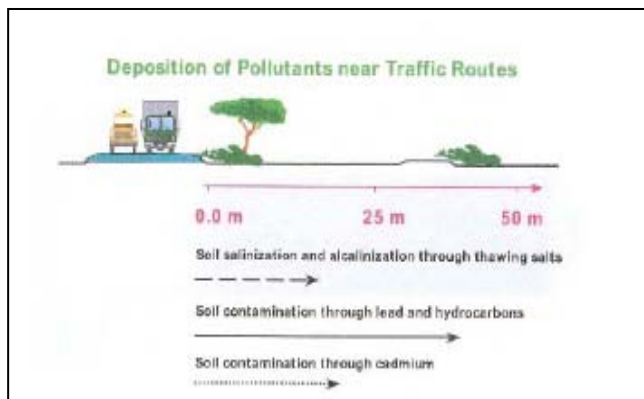 Deposition of Pollutants near Traffic Routes
0.0 m 25 m 50 m
Soil salinization and alcalinization through thawing salts
Soil contamination through lead and hydrocarbons
Soil contamination through cadmium